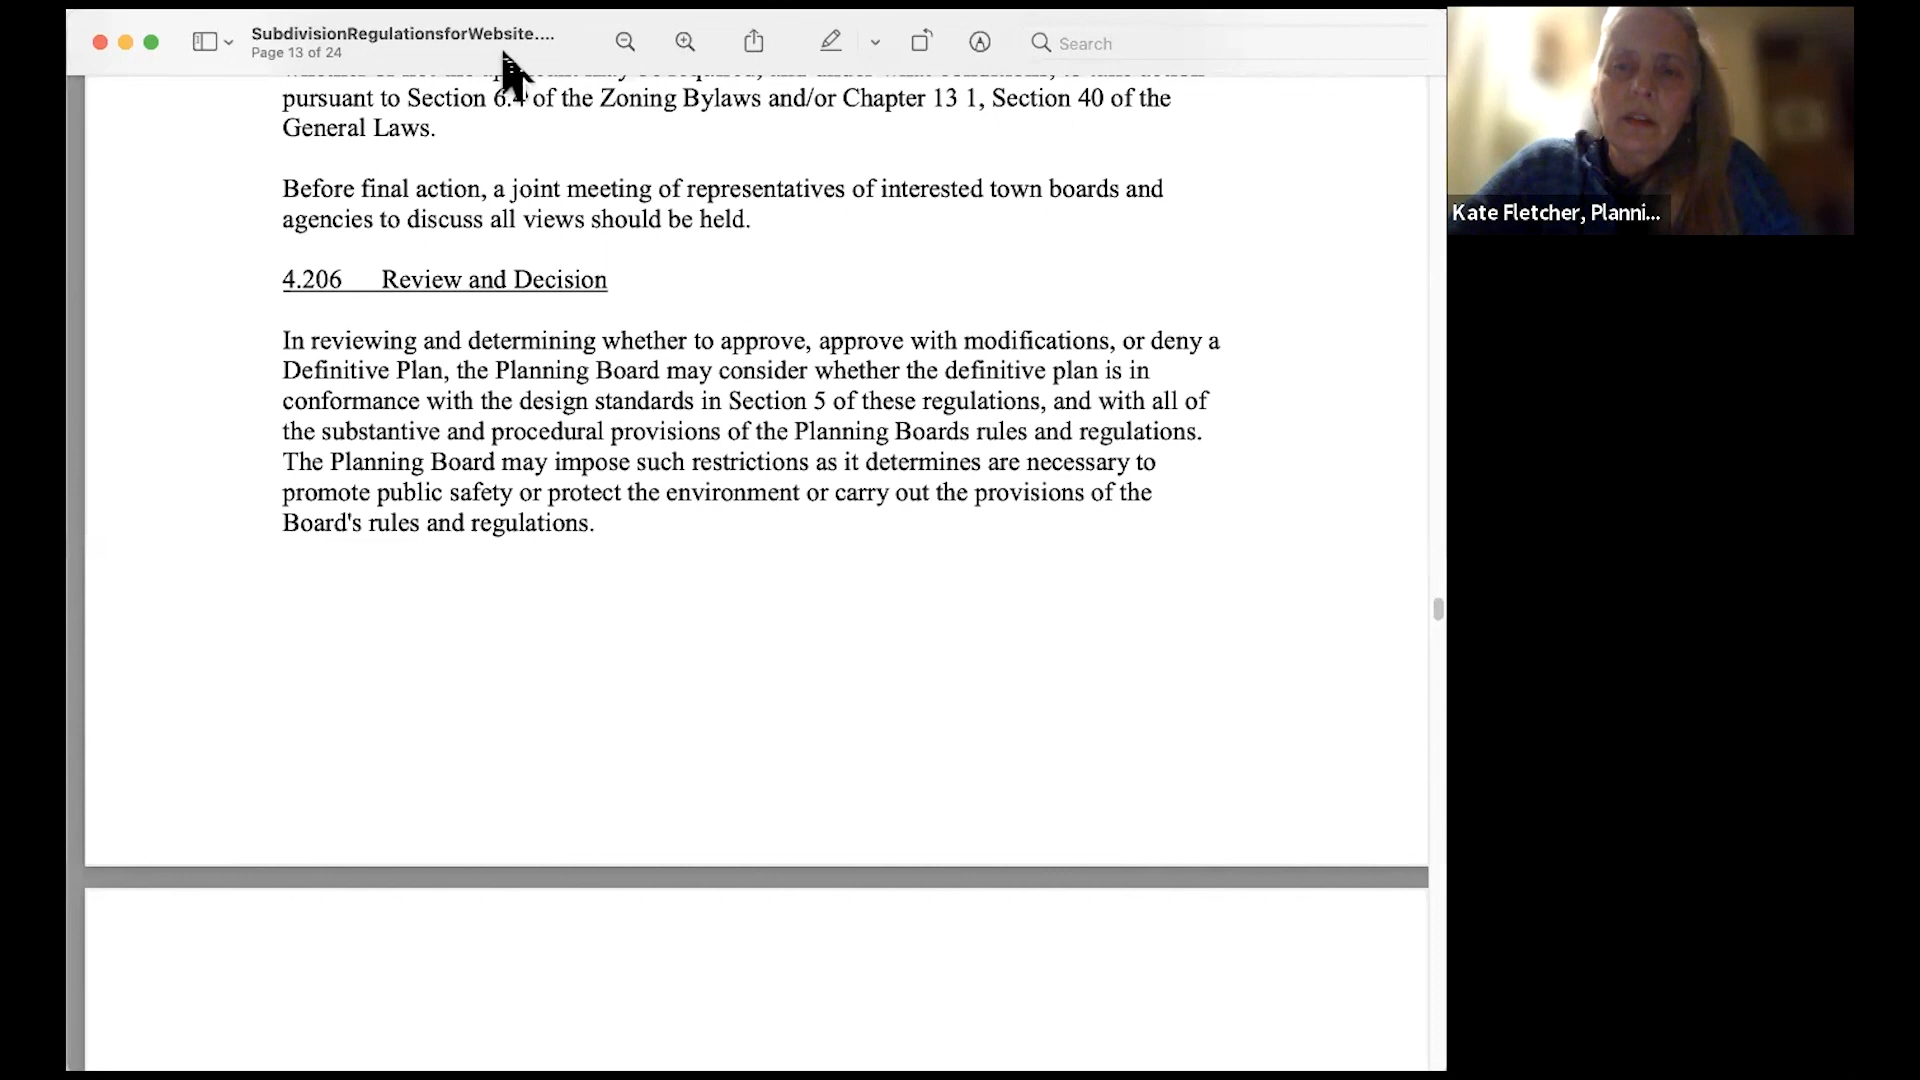 SubdivisionRegulationsforWebsite....
Page 13 of 24
Search
pursuant to Section 6.4 of the Zoning Bylaws and/or Chapter 13 1, Section 40 of the
General Laws.
Before final action, a joint meeting of representatives of interested town boards and
agencies to discuss all views should be held.
4.206 Review and Decision
In reviewing and determining whether to approve, approve with modifications, or deny a
Definitive Plan, the Planning Board may consider whether the definitive plan is in
conformance with the design standards in Section 5 of these regulations, and with all of
the substantive and procedural provisions of the Planning Boards rules and regulations.
The Planning Board may impose such restrictions as it determines are necessary to
promote public safety or protect the environment or carry out the provisions of the
Board's rules and regulations.
Kate Fletcher, Planni...